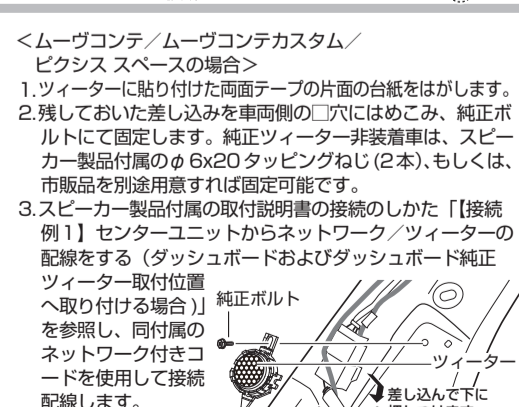 ＜ムーヴコンテ／ムーヴコンテカスタム／
ピクシス スペースの場合＞
1.ツィーターに貼り付けた両面テープの片面の台紙をはがします。
2.残しておいた差し込みを車両側の□穴にはめこみ、純正ボ
ルトにて固定します。純正ツィーター非装着車は、スピー
カー製品付属のφ6x20タッピングねじ(2本)、もしくは、
市販品を別途用意すれば固定可能です。
3.スピーカー製品付属の取付説明書の接続のしかた「【接続
例1】センターユニットからネットワーク／ツィーターの
配線をする（ダッシュボードおよびダッシュボード純正
ツィーター取付位置
へ取り付ける場合)」
を参照し、同付属の
ネットワーク付きコ
ードを使用して接続
配線します。
純正ボルト
ツィーター
差し込んで下に